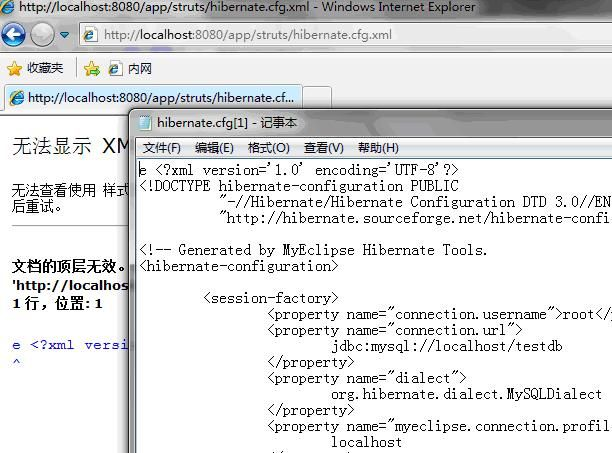 http://localhost:8080/app/struts/hibernate.cfg.xml - Windows Internet Explorer
http://localhost:8080/app/struts/hibernate.cfg.xml
收藏夹
内网
http://localhost:8080/app/struts/hibernate.cf...
无法显示 XM
无法查看使用 样式
后重试。
文档的顶层无效。
'http://localhos
1 行，位置: 1
e <?xml versi
^
hibernate.cfg[1] - 记事本
文件(F) 编辑(E) 格式(O) 查看(V) 帮助(H)
e <?xml version='1.0' encoding='UTF-8'?>
<!DOCTYPE hibernate-configuration PUBLIC
"-//Hibernate/Hibernate Configuration DTD 3.0//EN
"http://hibernate.sourceforge.net/hibernate-confi
<!-- Generated by MyEclipse Hibernate Tools.
<hibernate-configuration>
<session-factory>
<property name="connection.username">root</p
<property name="connection.url">
jdbc:mysql://localhost/testdb
</property>
<property name="dialect">
org.hibernate.dialect.MySQLDialect
</property>
<property name="myeclipse.connection.profil
localhost